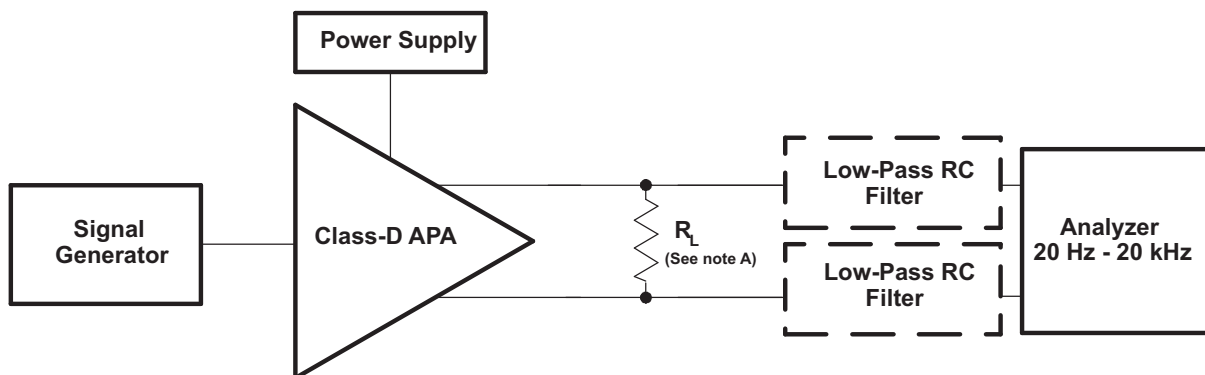 Power Supply
Signal
Generator
Class-D APA
RL
(See note A)
Low-Pass RC
Filter
Low-Pass RC
Filter
Analyzer
20 Hz - 20 kHz